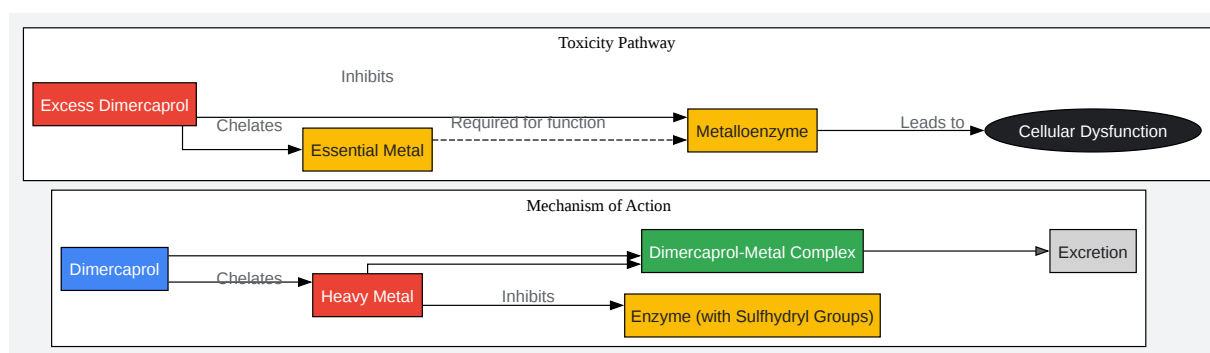 Toxicity Pathway
Inhibits
Excess Dimercaprol
Chelates
Required for function
Leads to
Essential Metal
Metalloenzyme
Cellular Dysfunction
Mechanism of Action
Dimercaprol
Chelates
Dimercaprol-Metal Complex
Excretion
Heavy Metal
Inhibits
Enzyme (with Sulfhydryl Groups)